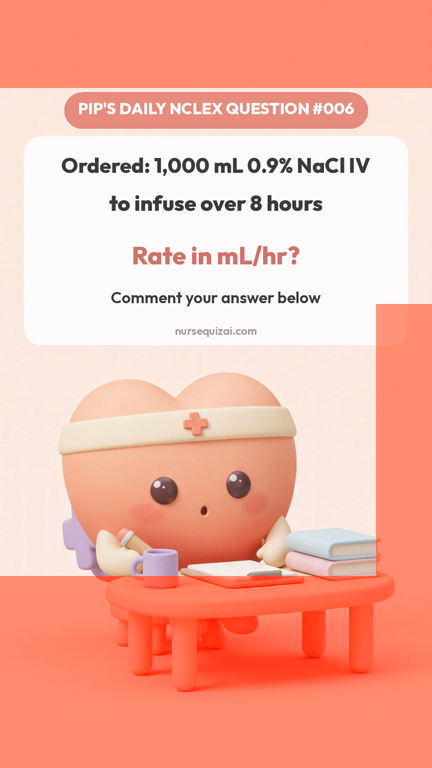 PIP'S DAILY NCLEX QUESTION #006
Ordered: 1,000 mL 0.9% NaCl IV
to infuse over 8 hours
Rate in mL/hr?
Comment your answer below
nursequizai.com